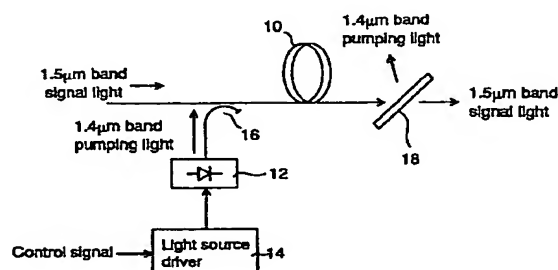 10
1.4μm band
pumping light
1.5μm band
signal light
1.5μm band
signal light
16
18
1.4μm band
pumping light
12
Control signal
Light source
driver
14